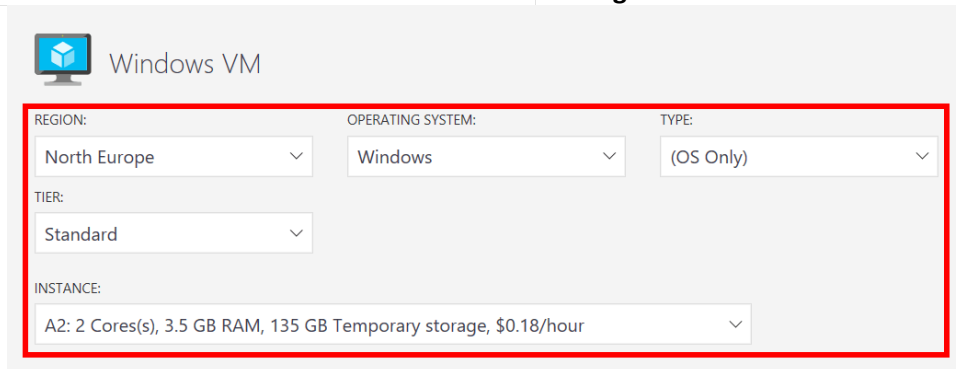 Windows VM
REGION: OPERATING SYSTEM: TYPE:
North Europe Windows (OS Only)
TIER:
Standard
INSTANCE:
A2: 2 Cores(s), 3.5 GB RAM, 135 GB Temporary storage, $0.18/hour